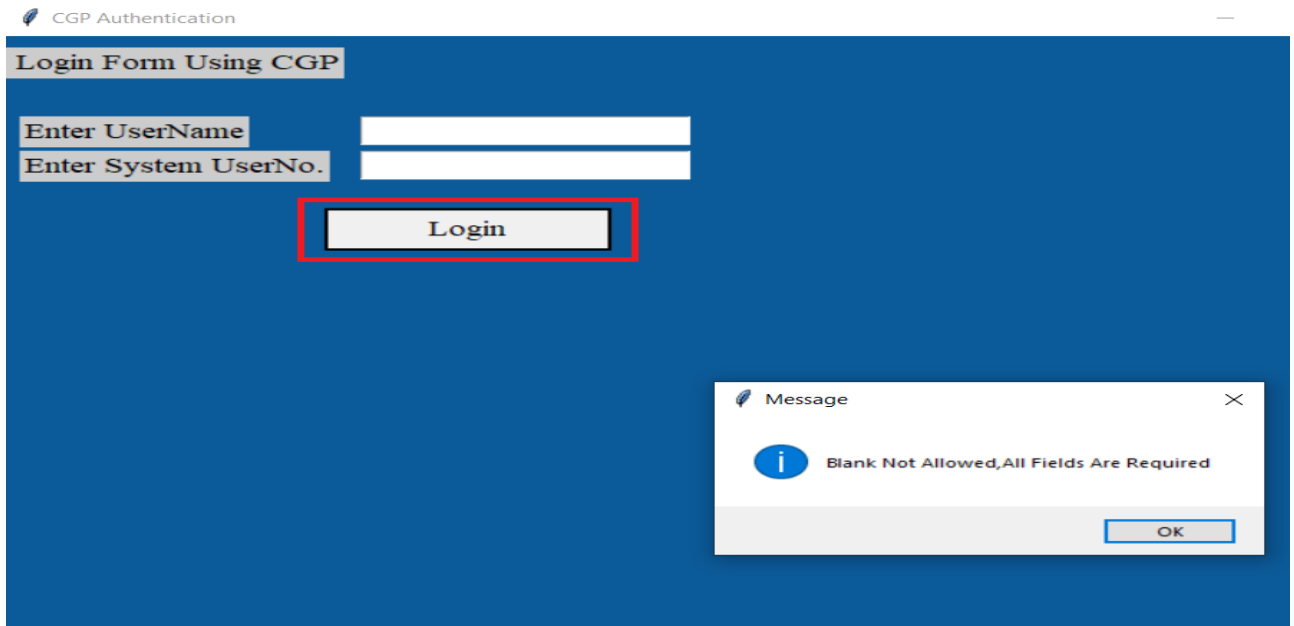 CGP Authentication
Login Form Using CGP
Enter UserName
Enter System UserNo.
Login
Message
Blank Not Allowed,All Fields Are Required
OK